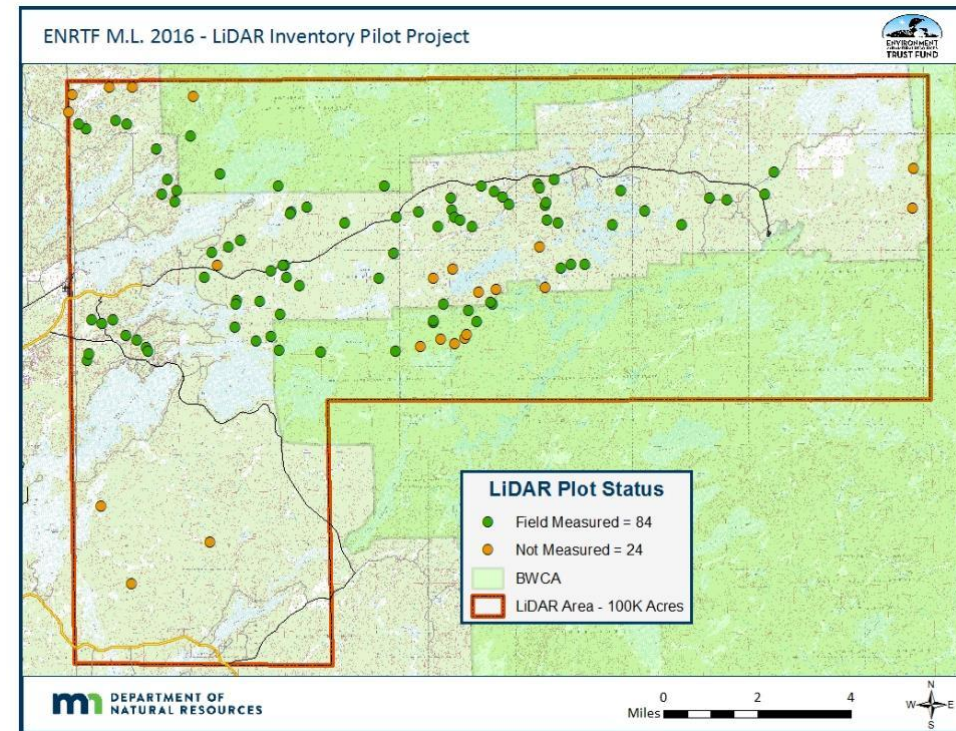 ENRTF M.L. 2016 - LiDAR Inventory Pilot Project
ENVIRONMENT
TRUST FUND
LiDAR Plot Status
Field Measured = 84
Not Measured = 24
BWCA
LiDAR Area - 100K Acres
DEPARTMENT OF
NATURAL RESOURCES
0 2 4
Miles
N
W E
S